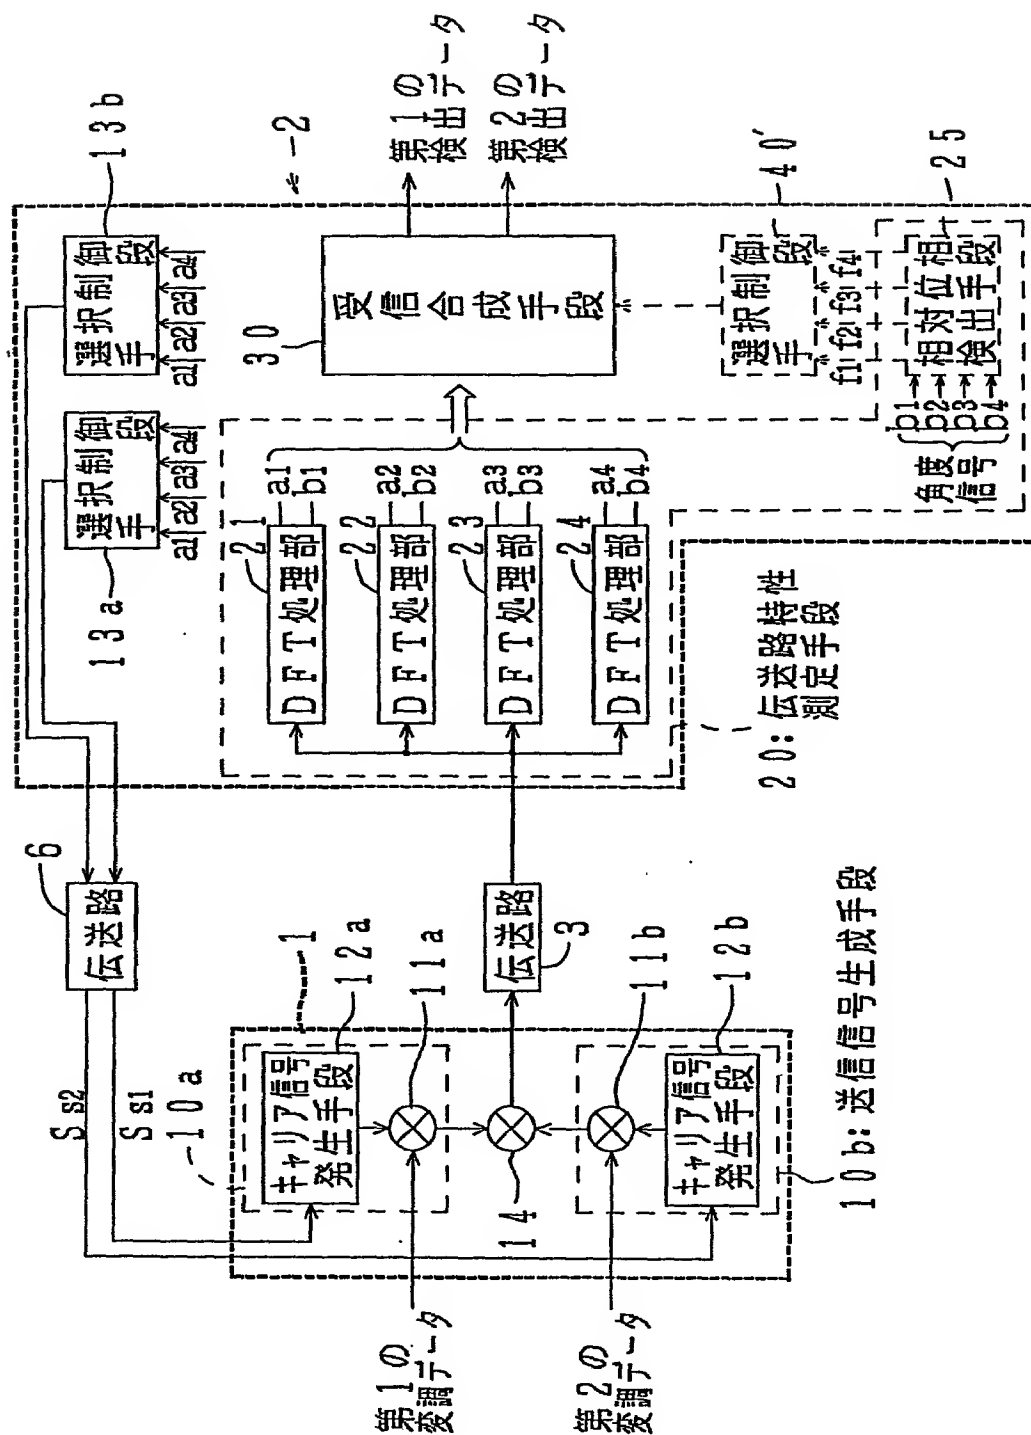 第1の
変調データ
第2の
変調データ
Ss2
Ss1
10a
キャリア信号
発生手段
1
12a
11a
14
11b
キャリア信号
発生手段
12b
10b:送信信号生成手段
伝送路
6
伝送路
3
選択制御
手段
13a
a1
a2
a3
a4
選択制御
手段
13b
a1
a2
a3
a4
2
DFT処理部
21
a1
b1
DFT処理部
22
a2
b2
DFT処理部
23
a3
b3
DFT処理部
24
a4
b4
20:伝送路特性
測定手段
受信合成手段
30
第1の
検出データ
第2の
検出データ
選択制御
手段
40'
f1
f2
f3
f4
相対位相
検出手段
25
b1
b2
b3
b4
角度
信号